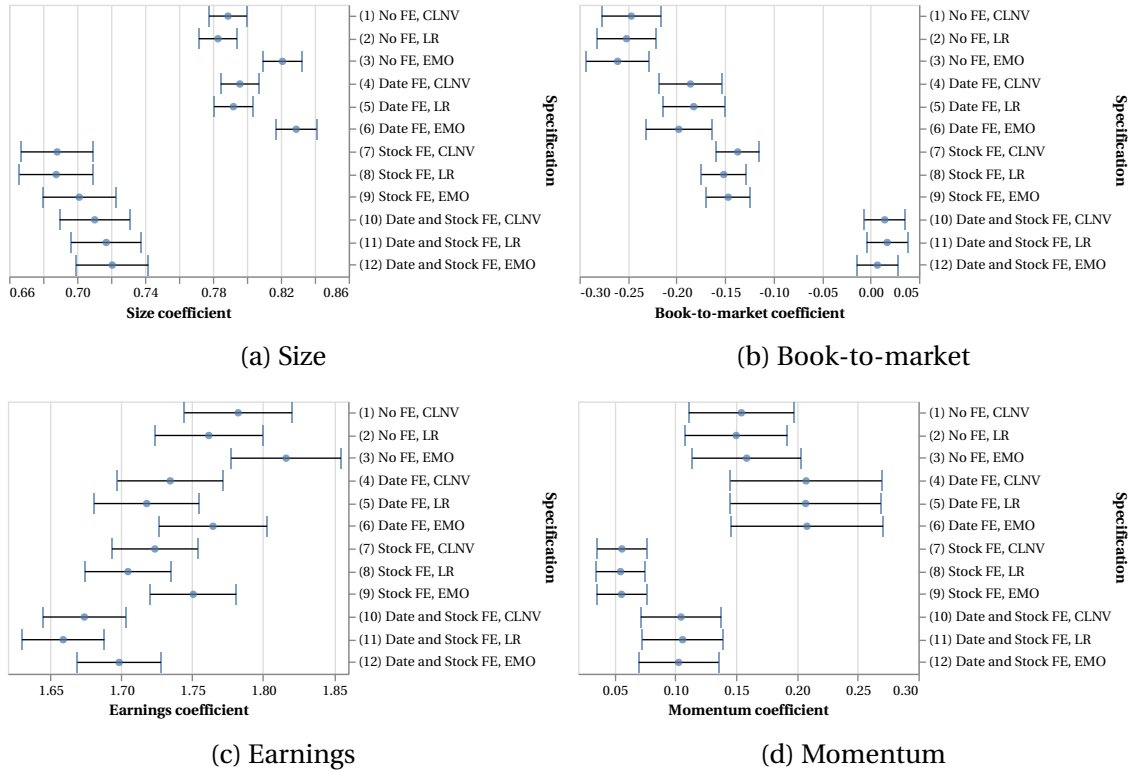 (1) No FE, CLNV
(2) No FE, LR
(3) No FE, EMO
(4) Date FE, CLNV
(5) Date FE, LR
(6) Date FE, EMO
(7) Stock FE, CLNV
(8) Stock FE, LR
(9) Stock FE, EMO
(10) Date and Stock FE, CLNV
(11) Date and Stock FE, LR
(12) Date and Stock FE, EMO
Specification
0.66 0.70 0.74 0.78 0.82 0.86
Size coefficient
(a) Size
(1) No FE, CLNV
(2) No FE, LR
(3) No FE, EMO
(4) Date FE, CLNV
(5) Date FE, LR
(6) Date FE, EMO
(7) Stock FE, CLNV
(8) Stock FE, LR
(9) Stock FE, EMO
(10) Date and Stock FE, CLNV
(11) Date and Stock FE, LR
(12) Date and Stock FE, EMO
Specification
-0.30 -0.25 -0.20 -0.15 -0.10 -0.05 0.00 0.05
Book-to-market coefficient
(b) Book-to-market
(1) No FE, CLNV
(2) No FE, LR
(3) No FE, EMO
(4) Date FE, CLNV
(5) Date FE, LR
(6) Date FE, EMO
(7) Stock FE, CLNV
(8) Stock FE, LR
(9) Stock FE, EMO
(10) Date and Stock FE, CLNV
(11) Date and Stock FE, LR
(12) Date and Stock FE, EMO
Specification
1.65 1.70 1.75 1.80 1.85
Earnings coefficient
(c) Earnings
(1) No FE, CLNV
(2) No FE, LR
(3) No FE, EMO
(4) Date FE, CLNV
(5) Date FE, LR
(6) Date FE, EMO
(7) Stock FE, CLNV
(8) Stock FE, LR
(9) Stock FE, EMO
(10) Date and Stock FE, CLNV
(11) Date and Stock FE, LR
(12) Date and Stock FE, EMO
Specification
0.05 0.10 0.15 0.20 0.25 0.30
Momentum coefficient
(d) Momentum